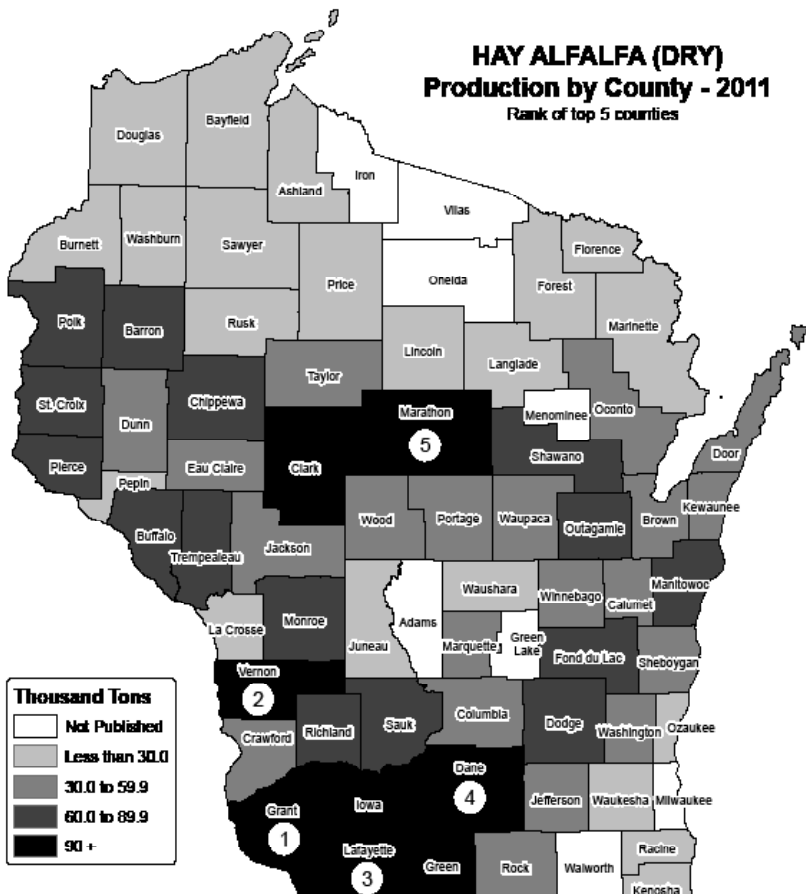 HAY ALFALFA (DRY)
Production by County - 2011
Rank of top 5 counties
Douglas
Bayfield
Ashland
Iron
Vilas
Burnett
Washburn
Sawyer
Price
Oneida
Forest
Florence
Marinette
Polk
Barron
Rusk
Lincoln
Langlade
Taylor
St. Croix
Dunn
Chippewa
Marathon
5
Menominee
Oconto
Door
Pierce
Pepin
Eau Claire
Clark
Shawano
Buffalo
Trempealeau
Jackson
Wood
Portage
Waupaca
Outagamie
Brown
Kewaunee
La Crosse
Monroe
Juneau
Adams
Waushara
Marquette
Green
Lake
Winnebago
Calumet
Manitowoc
Fond du Lac
Sheboygan
Vernon
2
Crawford
Richland
Sauk
Columbia
Dodge
Washington
Ozaukee
Grant
1
Iowa
Dane
4
Jefferson
Waukesha
Milwaukee
Lafayette
3
Green
Rock
Walworth
Racine
Kenosha
Thousand Tons
Not Published
Less than 30.0
30.0 to 59.9
60.0 to 89.9
90 +